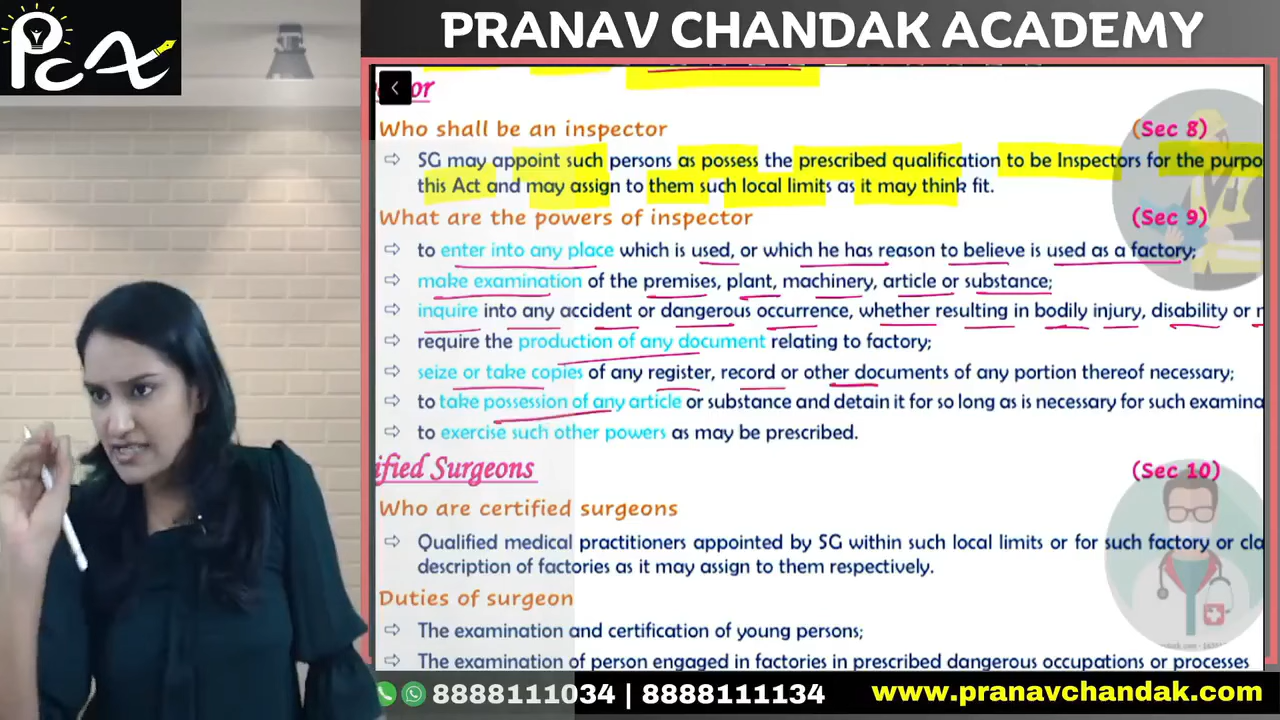 PCA
PRANAV CHANDAK ACADEMY
or
Who shall be an inspector (Sec 8)
SG may appoint such persons as possess the prescribed qualification to be Inspectors for the purpo
this Act and may assign to them such local limits as it may think fit.
What are the powers of inspector (Sec 9)
to enter into any place which is used, or which he has reason to believe is used as a factory;
make examination of the premises, plant, machinery, article or substance;
inquire into any accident or dangerous occurrence, whether resulting in bodily injury, disability or n
require the production of any document relating to factory;
seize or take copies of any register, record or other documents of any portion thereof necessary;
to take possession of any article or substance and detain it for so long as is necessary for such examina
to exercise such other powers as may be prescribed.
ified Surgeons (Sec 10)
Who are certified surgeons
Qualified medical practitioners appointed by SG within such local limits or for such factory or cla
description of factories as it may assign to them respectively.
Duties of surgeon
The examination and certification of young persons;
The examination of person engaged in factories in prescribed dangerous occupations or processes
8888111034 | 8888111134 www.pranavchandak.com